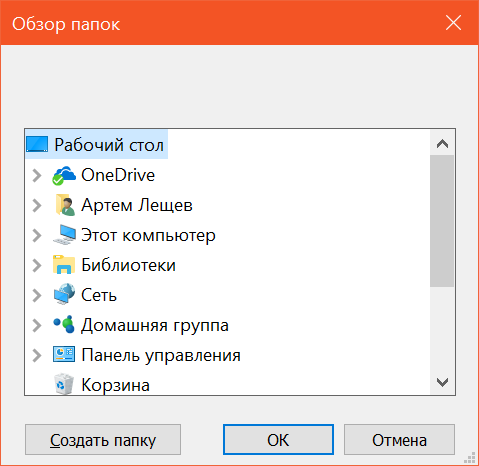 Обзор папок
Рабочий стол
OneDrive
Артем Лещев
Этот компьютер
Библиотеки
Сеть
Домашняя группа
Панель управления
Корзина
Создать папку
ОК
Отмена